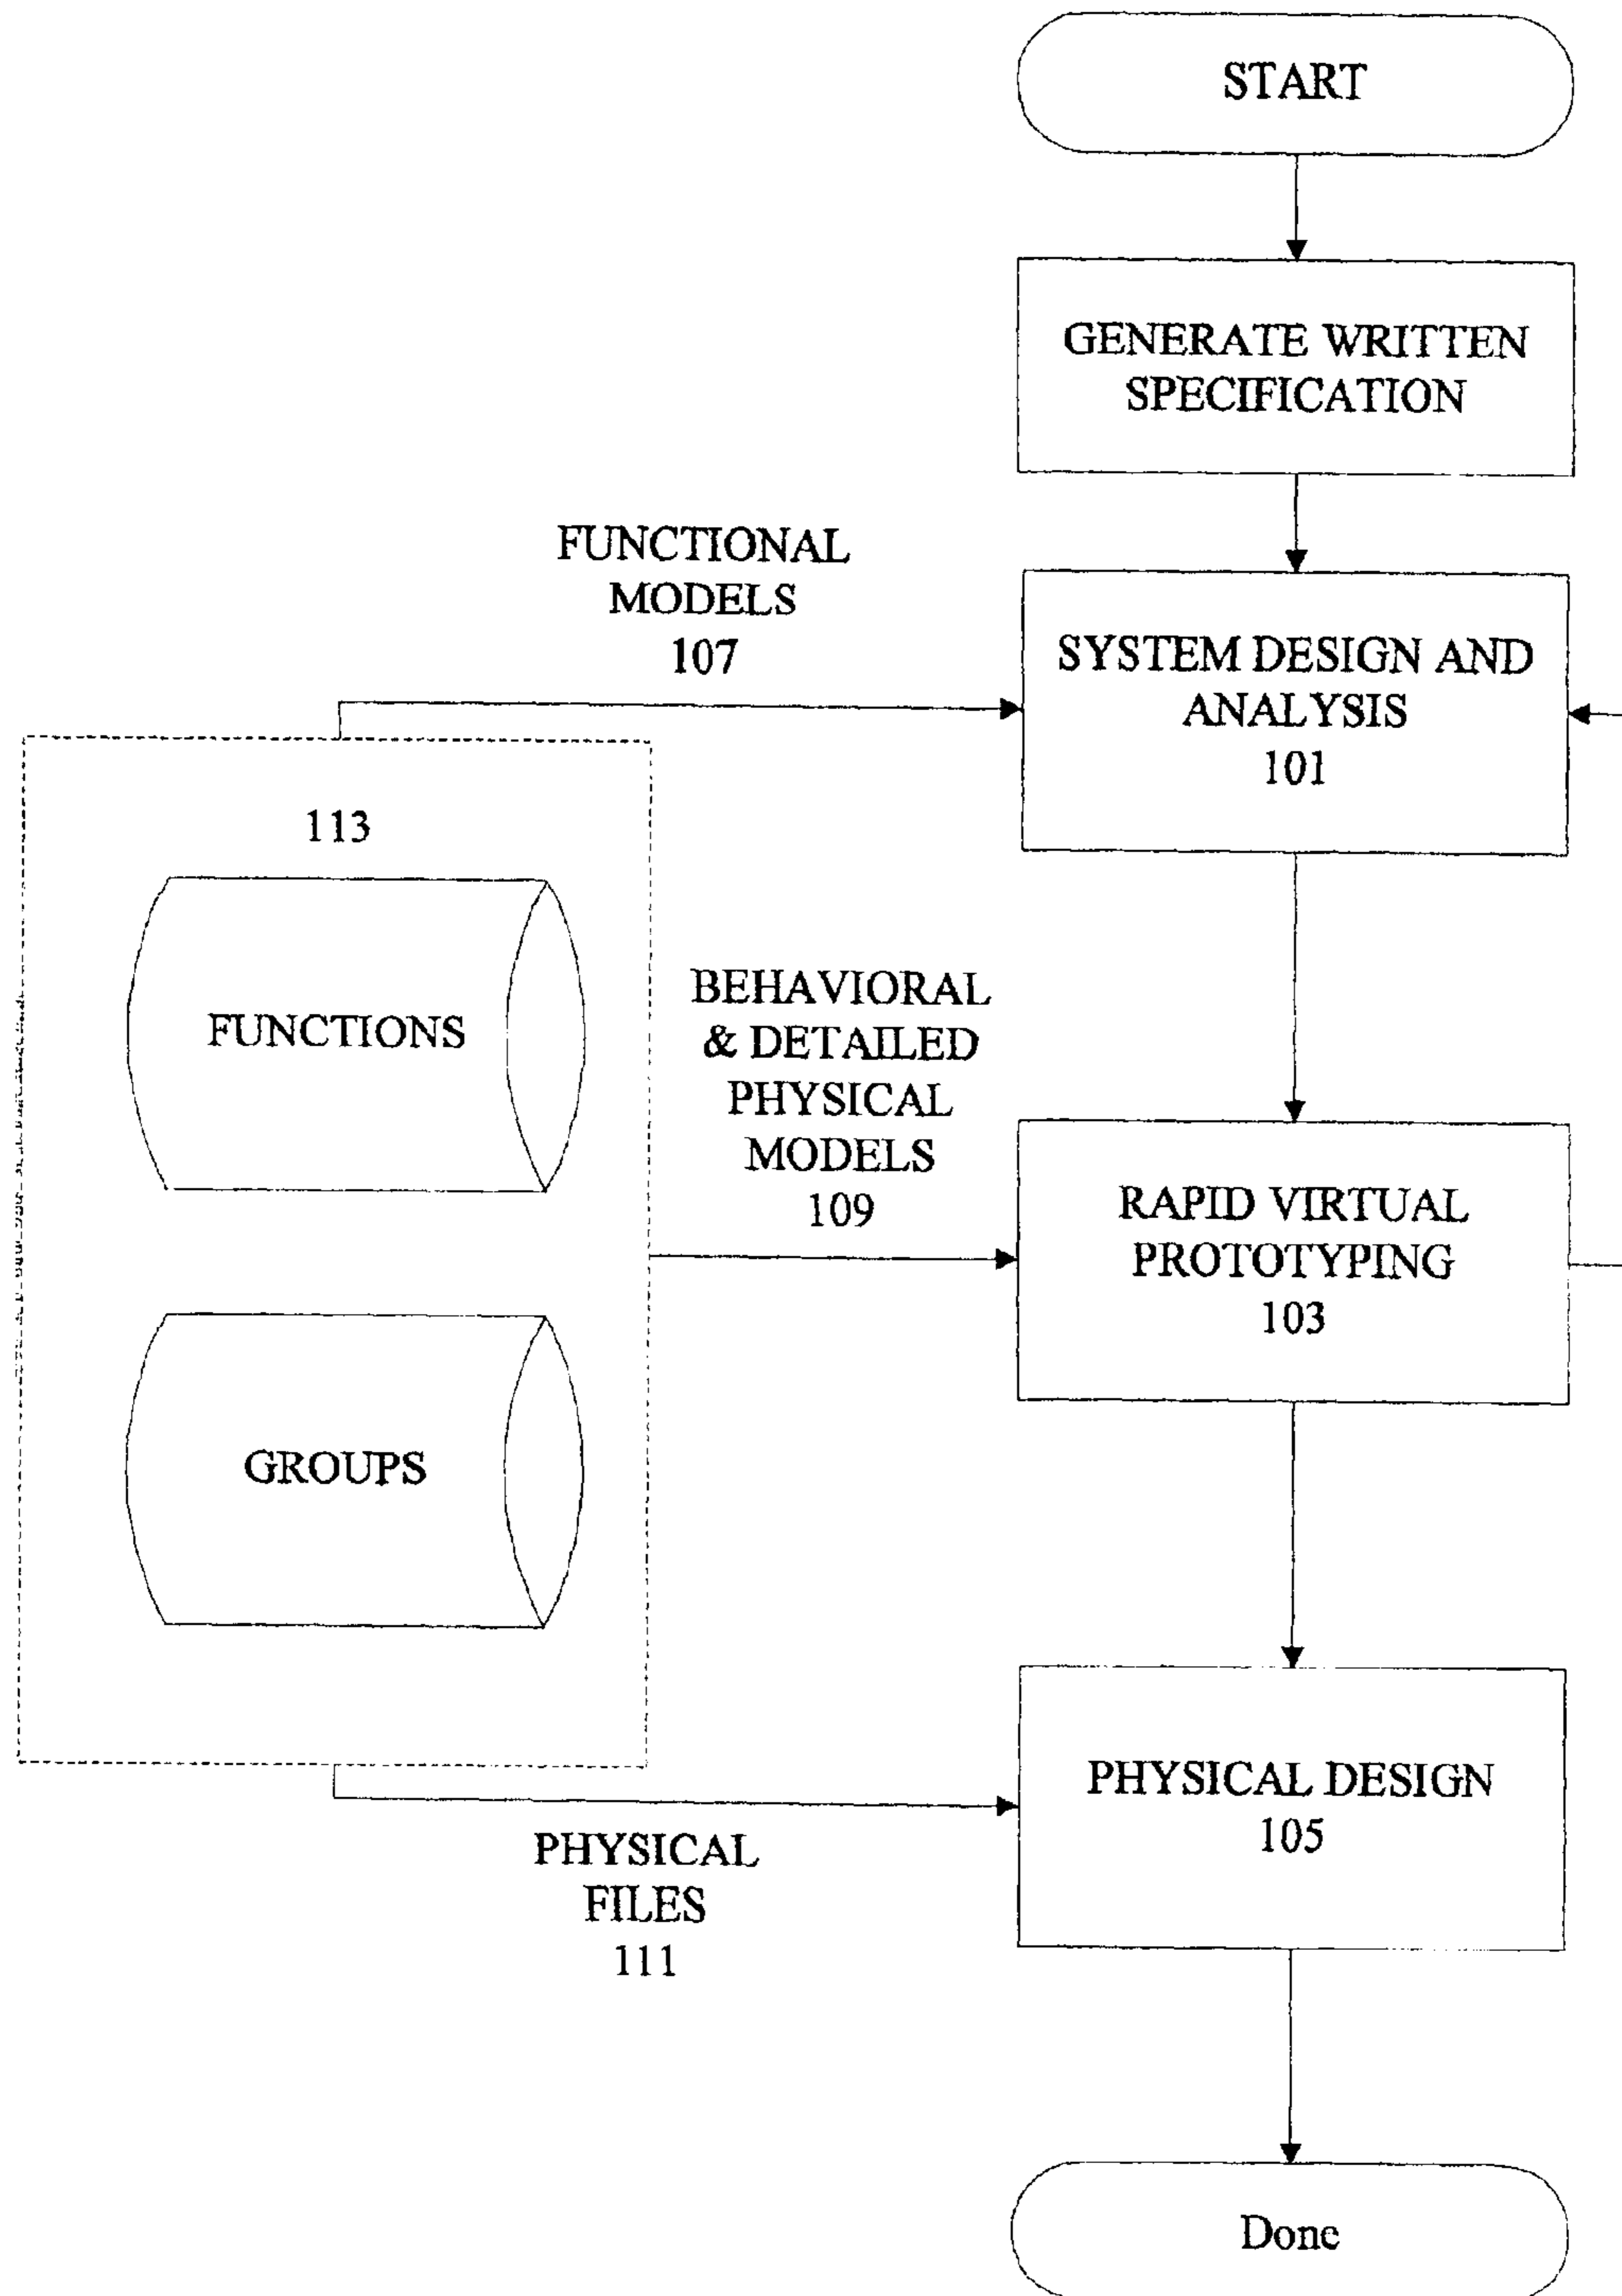 START
GENERATE WRITTEN
SPECIFICATION
FUNCTIONAL
MODELS
107
SYSTEM DESIGN AND
ANALYSIS
101
113
FUNCTIONS
BEHAVIORAL
& DETAILED
PHYSICAL
MODELS
109
RAPID VIRTUAL
PROTOTYPING
103
GROUPS
PHYSICAL DESIGN
105
PHYSICAL
FILES
111
Done